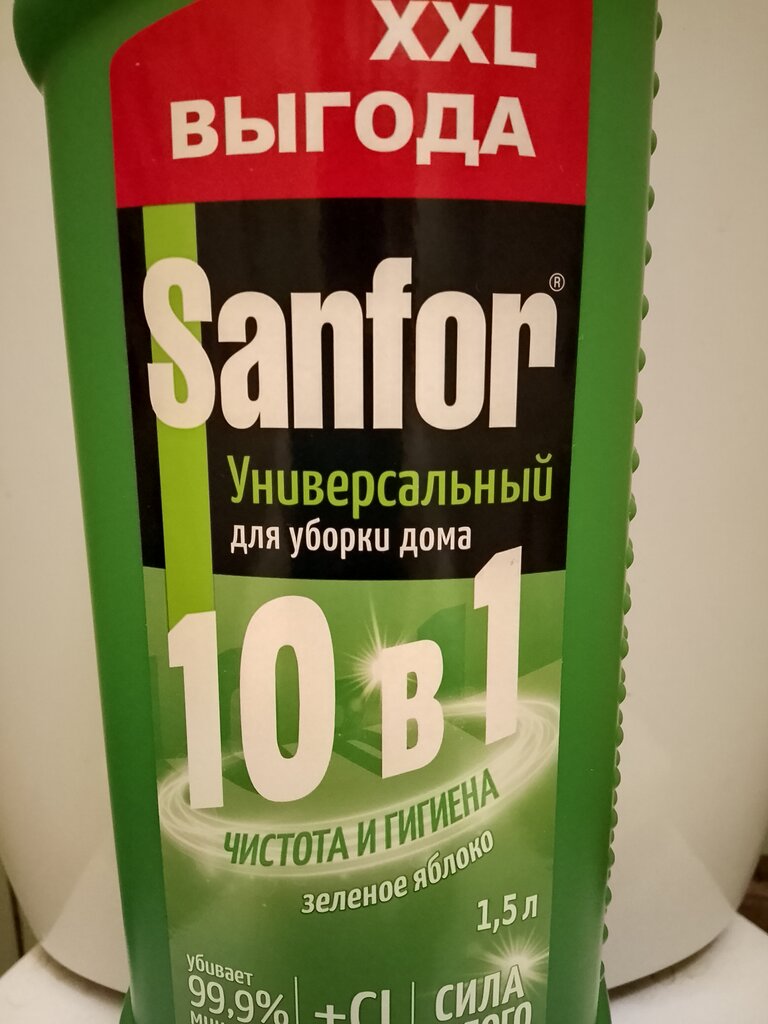 XXL
ВЫГОДА
Sanfor®
Универсальный
для уборки дома
10 в 1
ЧИСТОТА И ГИГИЕНА
зеленое яблоко
1,5 л
убивает
99,9%
+Cl
СИЛА